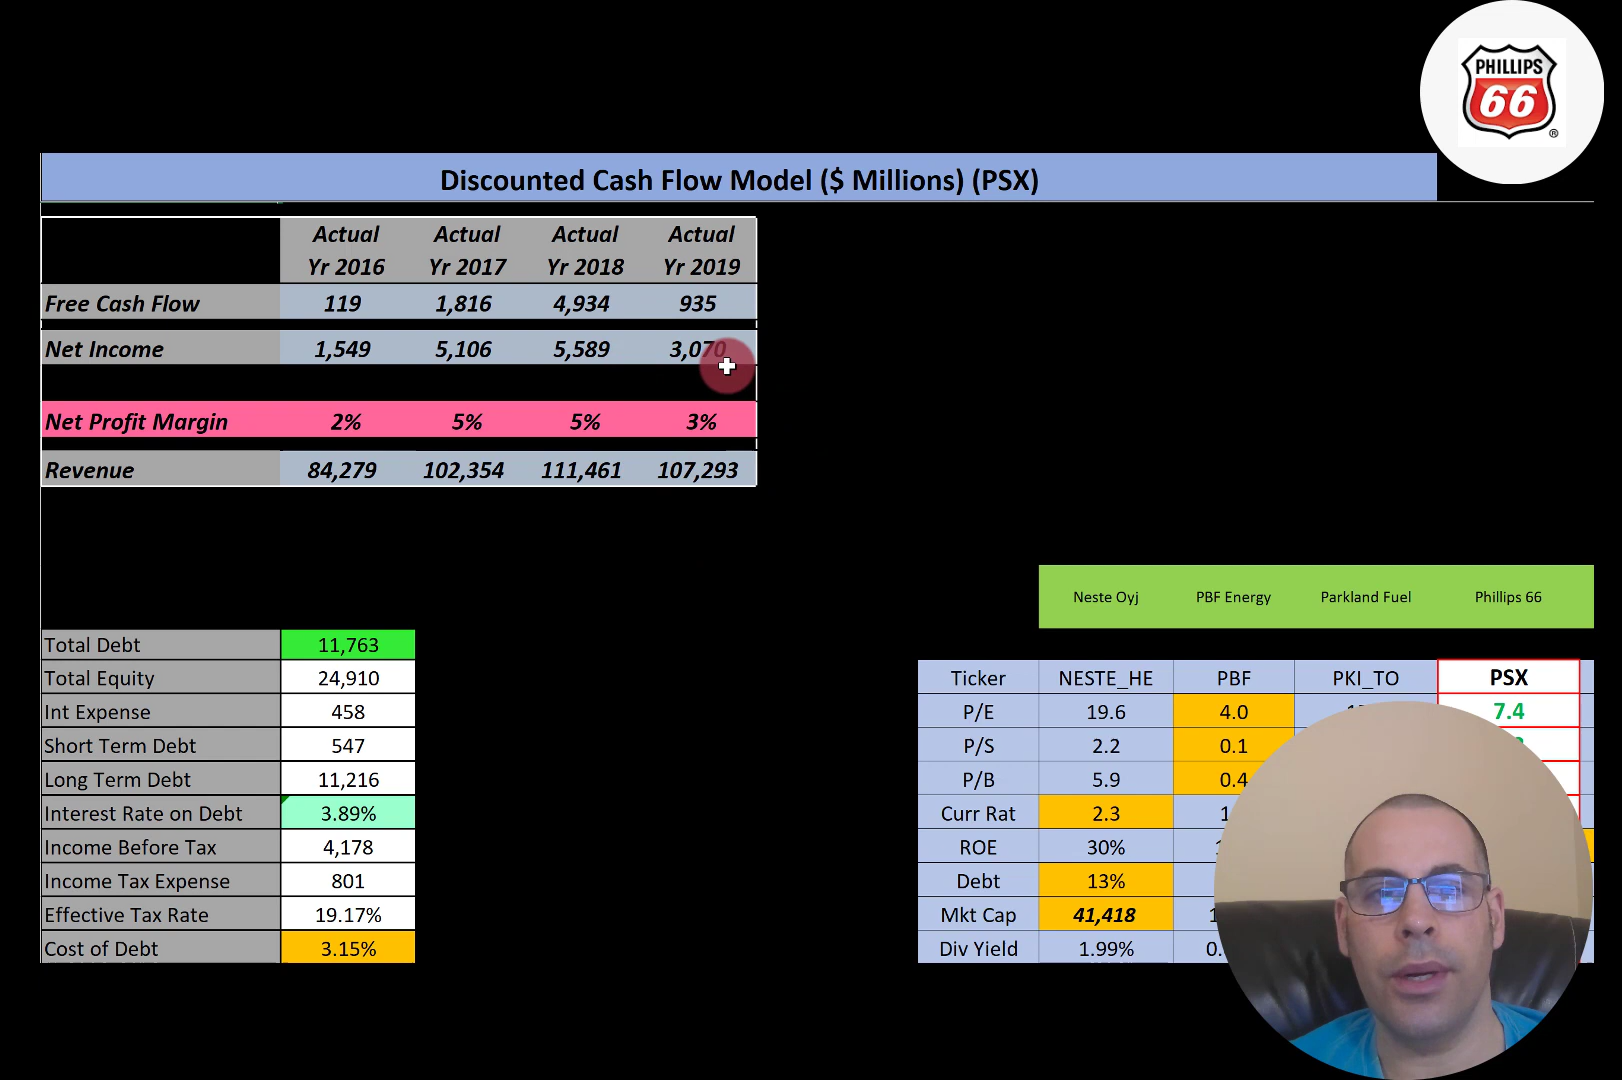 PHILLIPS
66
®
Discounted Cash Flow Model ($ Millions) (PSX)
Actual Actual Actual Actual
Yr 2016 Yr 2017 Yr 2018 Yr 2019
Free Cash Flow 119 1,816 4,934 935
Net Income 1,549 5,106 5,589 3,070
Net Profit Margin 2% 5% 5% 3%
Revenue 84,279 102,354 111,461 107,293
Neste Oyj PBF Energy Parkland Fuel Phillips 66
Total Debt 11,763
Total Equity 24,910
Int Expense 458
Short Term Debt 547
Long Term Debt 11,216
Interest Rate on Debt 3.89%
Income Before Tax 4,178
Income Tax Expense 801
Effective Tax Rate 19.17%
Cost of Debt 3.15%
Ticker NESTE_HE PBF PKI_TO PSX
P/E 19.6 4.0 7.4
P/S 2.2 0.1
P/B 5.9 0.4
Curr Rat 2.3
ROE 30%
Debt 13%
Mkt Cap 41,418
Div Yield 1.99%